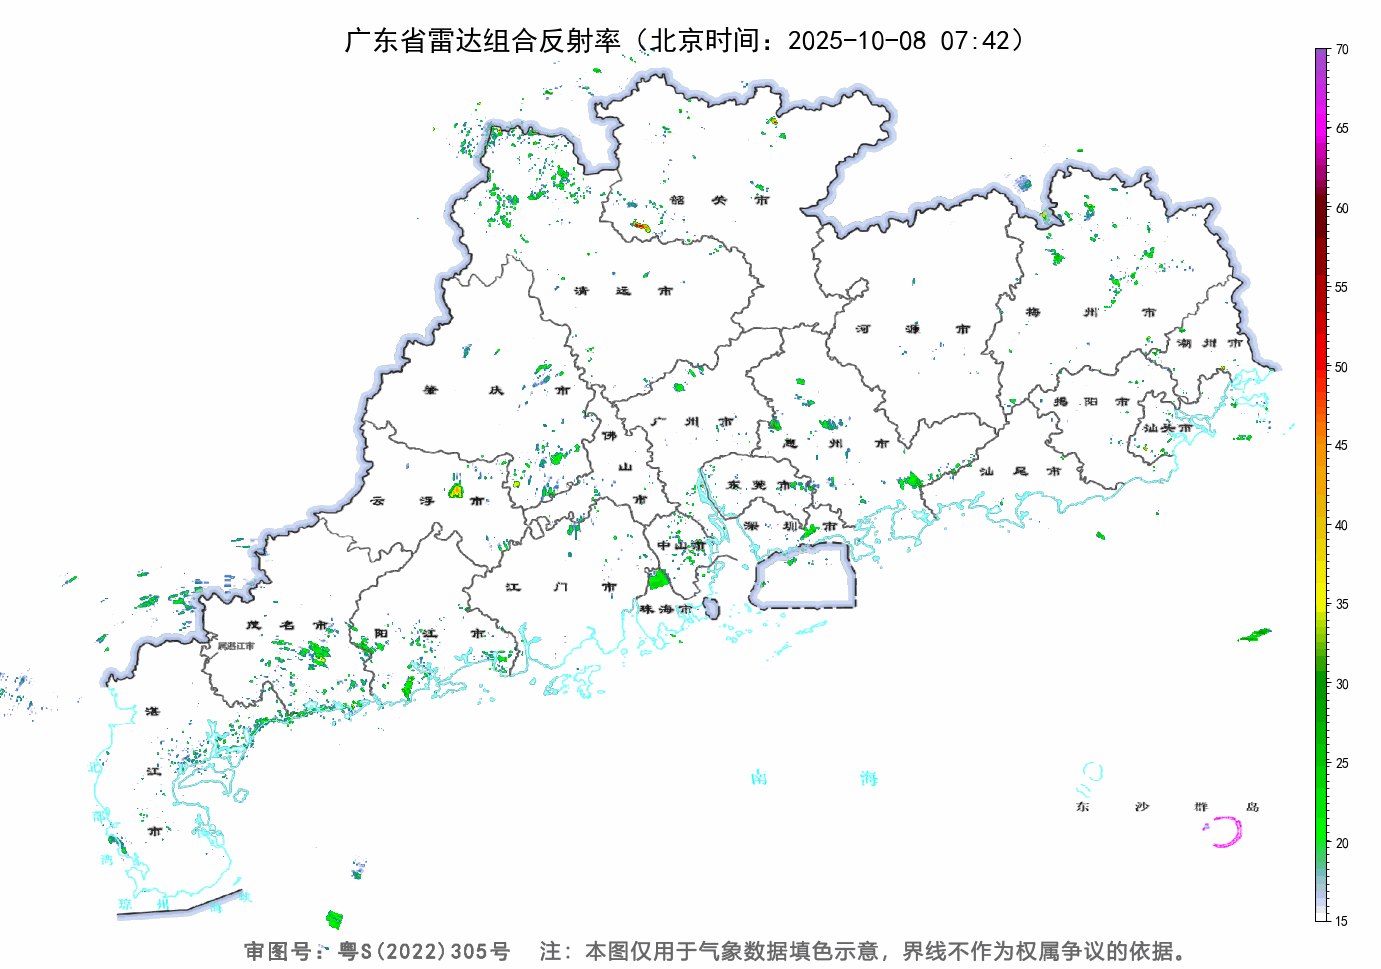 广东省雷达组合反射率（北京时间：2025-10-08 07:42）
70
65
60
55
50
45
40
35
30
25
20
15
韶关市
清远市
河源市
梅州市
潮州市
肇庆市
揭阳市
汕头市
广州市
佛山市
惠州市
汕尾市
云浮市
东莞市
深圳市
中山市
江门市
珠海市
茂名市
属湛江市
阳江市
湛江市
南海
东沙群岛
北部湾
琼州海峡
审图号：粤S(2022)305号 注：本图仅用于气象数据填色示意，界线不作为权属争议的依据。